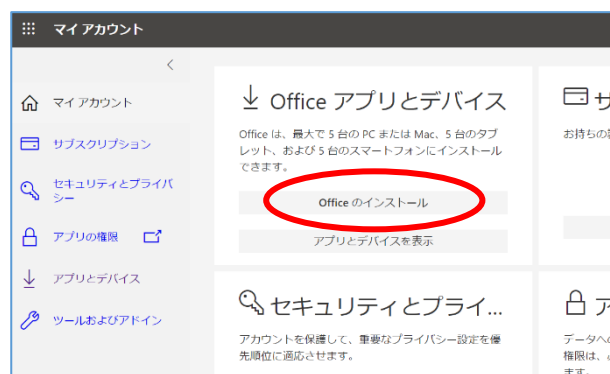 マイ アカウント
マイ アカウント
サブスクリプション
セキュリティとプライバ
シー
アプリの権限
アプリとデバイス
ツールおよびアドイン
Office アプリとデバイス
Office は、最大で 5 台の PC または Mac、5 台のタブ
レット、および 5 台のスマートフォンにインストール
できます。
Office のインストール
アプリとデバイスを表示
サ
お持ちの
セキュリティとプライ...
アカウントを保護して、重要なプライバシー設定を優
先順位に適応させます。
ア
データへの
権限は、
ます。